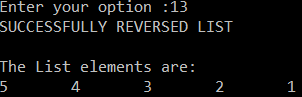 Enter your option :13
SUCCESSFULLY REVERSED LIST
The List elements are:
5 4 3 2 1